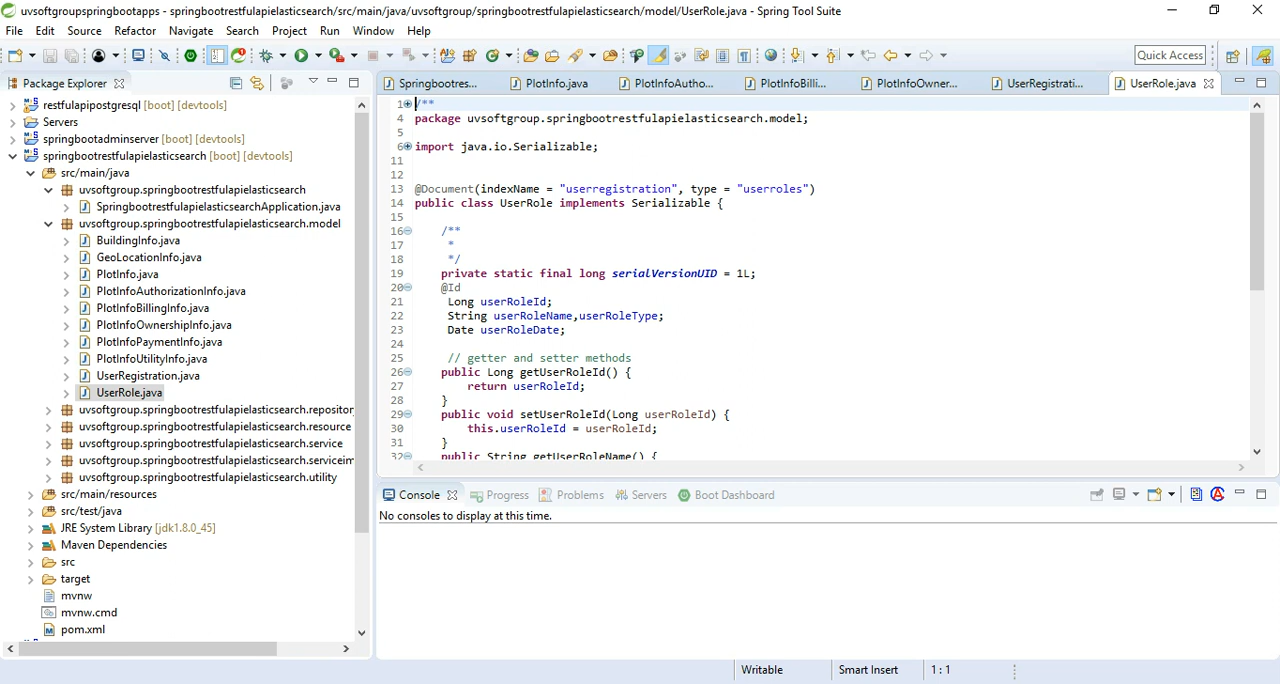 uvsoftgroupspringbootapps - springbootrestfulapielasticsearch/src/main/java/uvsoftgroup/springbootrestfulapielasticsearch/model/UserRole.java - Spring Tool Suite
File Edit Source Refactor Navigate Search Project Run Window Help
Quick Access
Package Explorer
restfulapipostgresql [boot] [devtools]
Servers
springbootadminserver [boot] [devtools]
springbootrestfulapielasticsearch [boot] [devtools]
src/main/java
uvsoftgroup.springbootrestfulapielasticsearch
SpringbootrestfulapielasticsearchApplication.java
uvsoftgroup.springbootrestfulapielasticsearch.model
BuildingInfo.java
GeoLocationInfo.java
PlotInfo.java
PlotInfoAuthorizationInfo.java
PlotInfoBillingInfo.java
PlotInfoOwnershipInfo.java
PlotInfoPaymentInfo.java
PlotInfoUtilityInfo.java
UserRegistration.java
UserRole.java
uvsoftgroup.springbootrestfulapielasticsearch.repositor
uvsoftgroup.springbootrestfulapielasticsearch.resource
uvsoftgroup.springbootrestfulapielasticsearch.service
uvsoftgroup.springbootrestfulapielasticsearch.serviceim
uvsoftgroup.springbootrestfulapielasticsearch.utility
src/main/resources
src/test/java
JRE System Library [jdk1.8.0_45]
Maven Dependencies
src
target
mvnw
mvnw.cmd
pom.xml
Springbootres... PlotInfo.java PlotInfoAutho... PlotInfoBilli... PlotInfoOwner... UserRegistrati... UserRole.java
1 /**
4 package uvsoftgroup.springbootrestfulapielasticsearch.model;
5
6 import java.io.Serializable;
11
12
13 @Document(indexName = "userregistration", type = "userroles")
14 public class UserRole implements Serializable {
15
16 /**
17 *
18 */
19 private static final long serialVersionUID = 1L;
20 @Id
21 Long userRoleId;
22 String userRoleName,userRoleType;
23 Date userRoleDate;
24
25 // getter and setter methods
26 public Long getUserRoleId() {
27 return userRoleId;
28 }
29 public void setUserRoleId(Long userRoleId) {
30 this.userRoleId = userRoleId;
31 }
32 public String getUserRoleName() {
Console Progress Problems Servers Boot Dashboard
No consoles to display at this time.
Writable Smart Insert 1 : 1